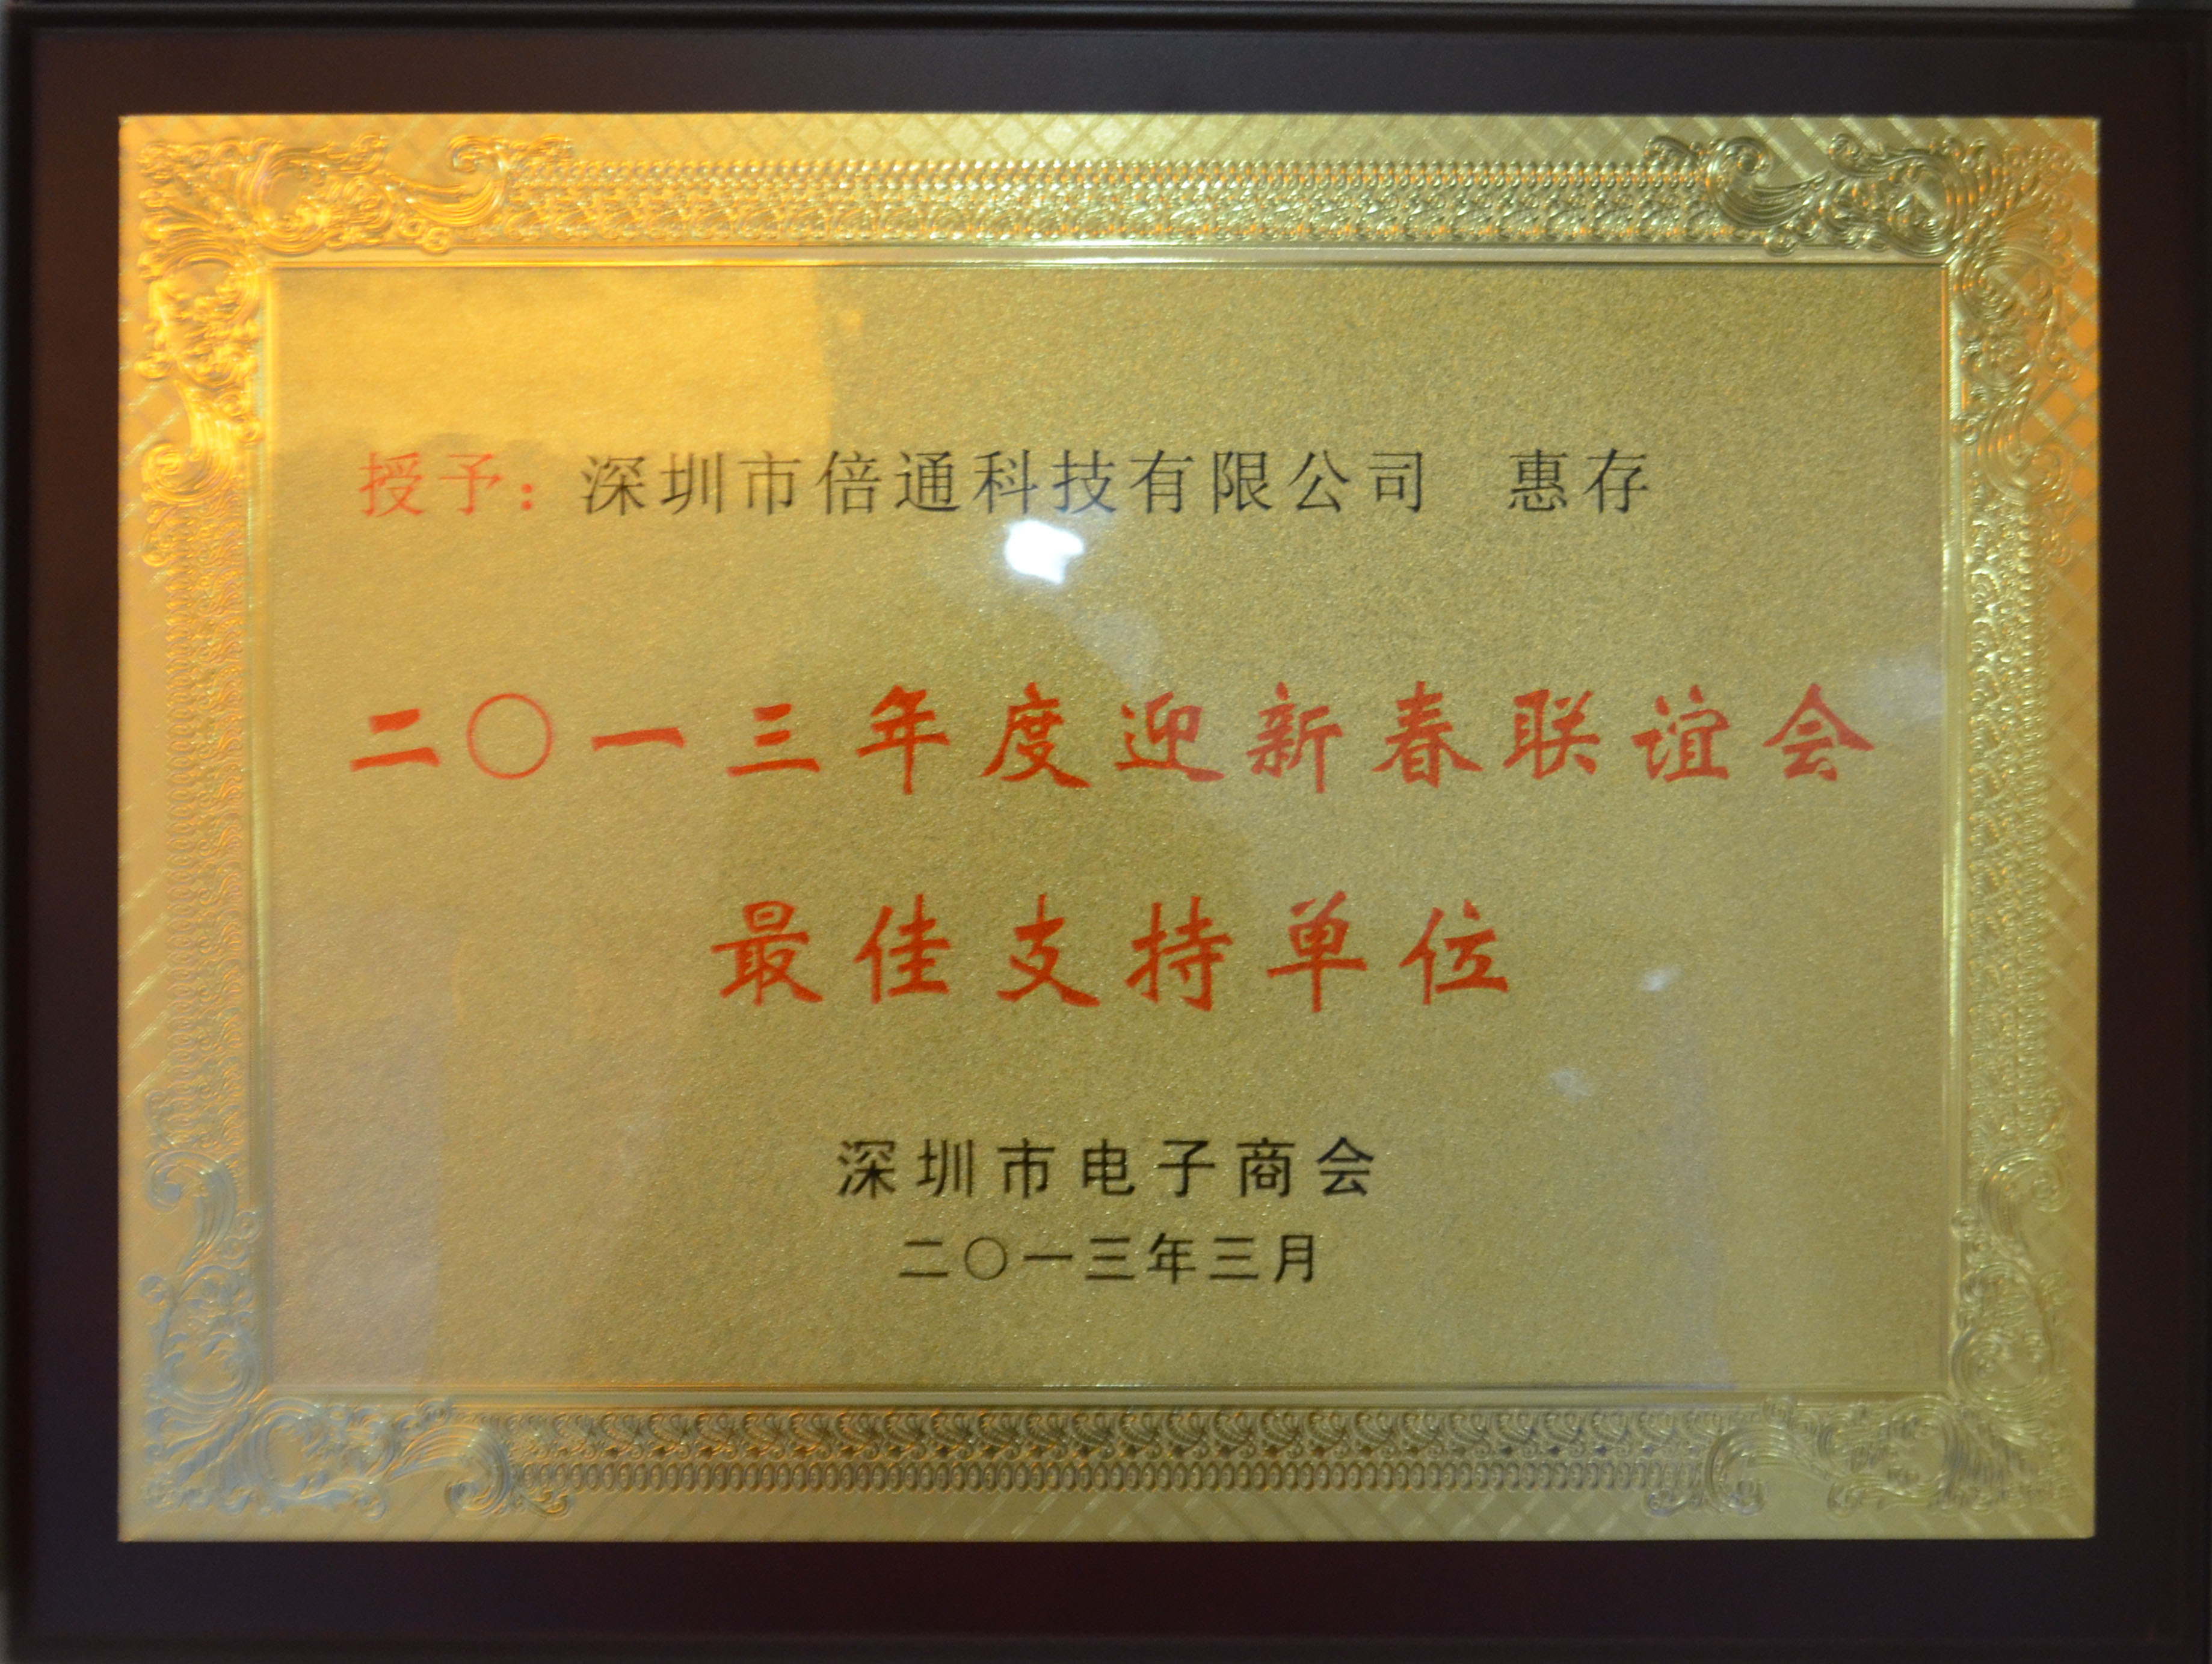 授予：深圳市倍通科技有限公司 惠存
二〇一三年度迎新春联谊会
最佳支持单位
深圳市电子商会
二〇一三年三月